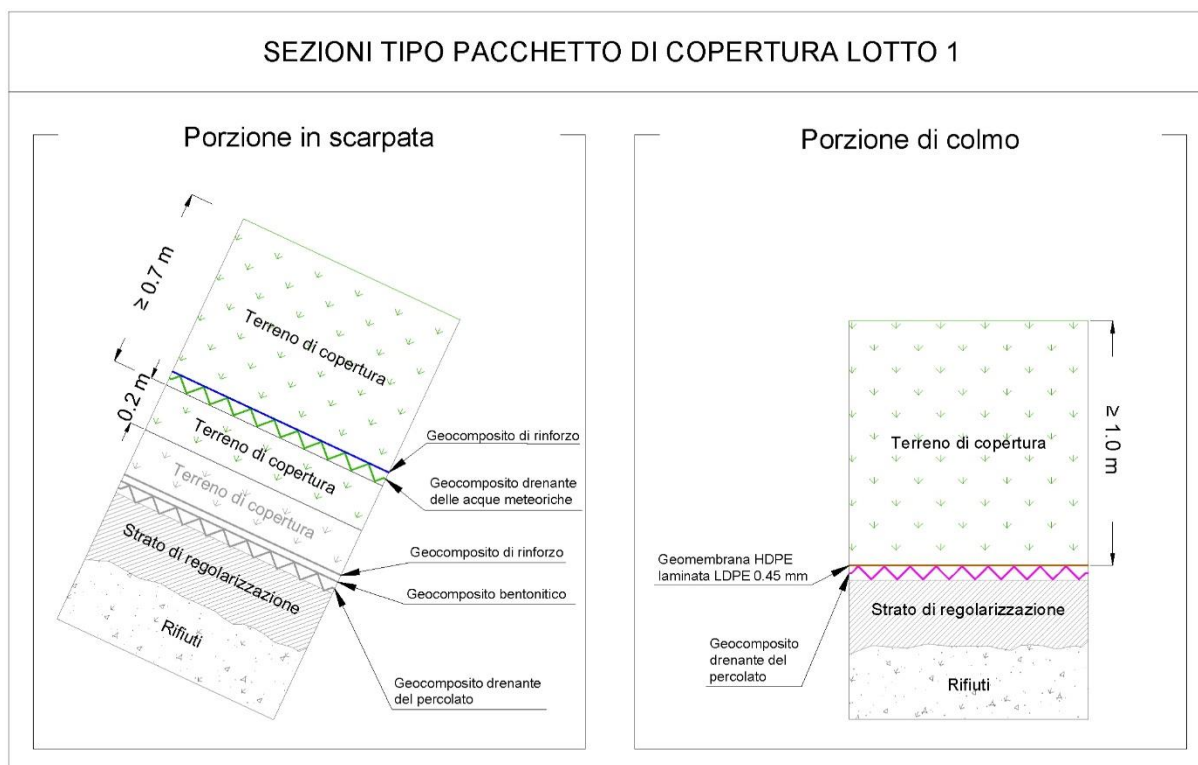 SEZIONI TIPO PACCHETTO DI COPERTURA LOTTO 1
Porzione in scarpata
≥ 0.7 m
0.2 m
Terreno di copertura
Terreno di copertura
Terreno di copertura
Strato di regolarizzazione
Rifiuti
Geocomposito di rinforzo
Geocomposito drenante
delle acque meteoriche
Geocomposito di rinforzo
Geocomposito bentonitico
Geocomposito drenante
del percolato
Porzione di colmo
Terreno di copertura
≥ 1.0 m
Geomembrana HDPE
laminata LDPE 0.45 mm
Strato di regolarizzazione
Geocomposito
drenante del
percolato
Rifiuti